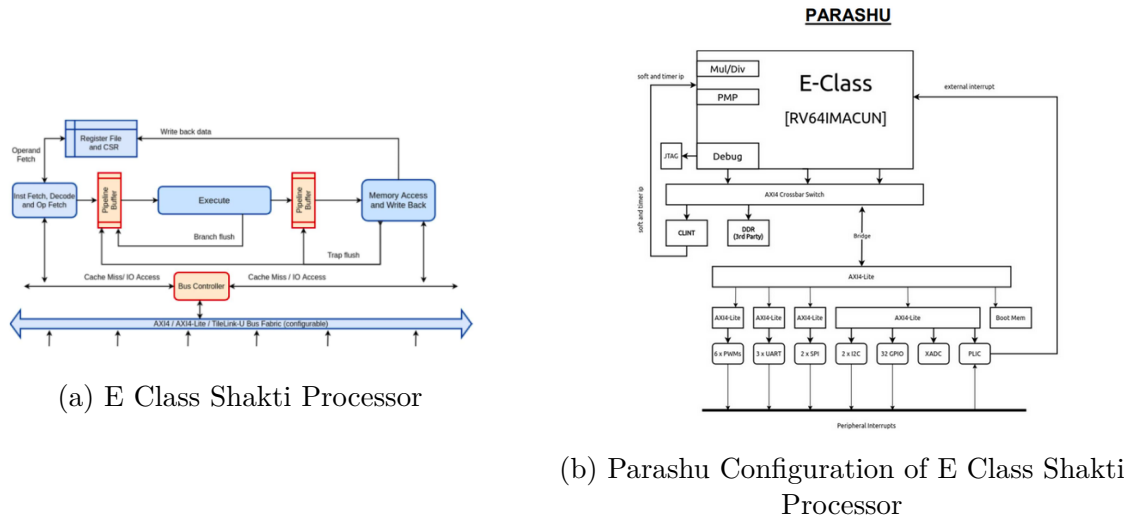 Register File
and CSR
Write back data
Operand
Fetch
Inst Fetch, Decode
and Op Fetch
Pipeline
Buffer
Execute
Pipeline
Buffer
Memory Access
and Write Back
Branch flush
Trap flush
Cache Miss/ IO Access
Bus Controller
Cache Miss / IO Access
AXI4 / AXI4-Lite / TileLink-U Bus Fabric (configurable)
(a) E Class Shakti Processor
PARASHU
Mul/Div
PMP
E-Class
[RV64IMACUN]
soft and timer ip
external interrupt
JTAG
Debug
AXI4 Crossbar Switch
soft and timer ip
CLINT
DDR
(3rd Party)
Bridge
AXI4-Lite
AXI4-Lite
AXI4-Lite
AXI4-Lite
AXI4-Lite
Boot Mem
6 x PWMs
3 x UART
2 x SPI
2 x I2C
32 GPIO
XADC
PLIC
Peripheral Interrupts
(b) Parashu Configuration of E Class Shakti
Processor